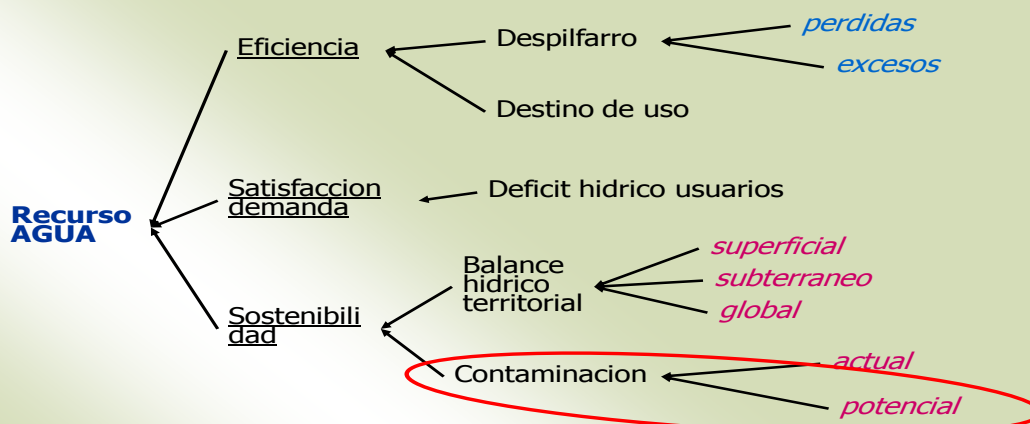 Recurso
AGUA
Eficiencia
Despilfarro
perdidas
excesos
Destino de uso
Satisfaccion
demanda
Deficit hidrico usuarios
Sostenibili
dad
Balance
hidrico
territorial
superficial
subterraneo
global
Contaminacion
actual
potencial